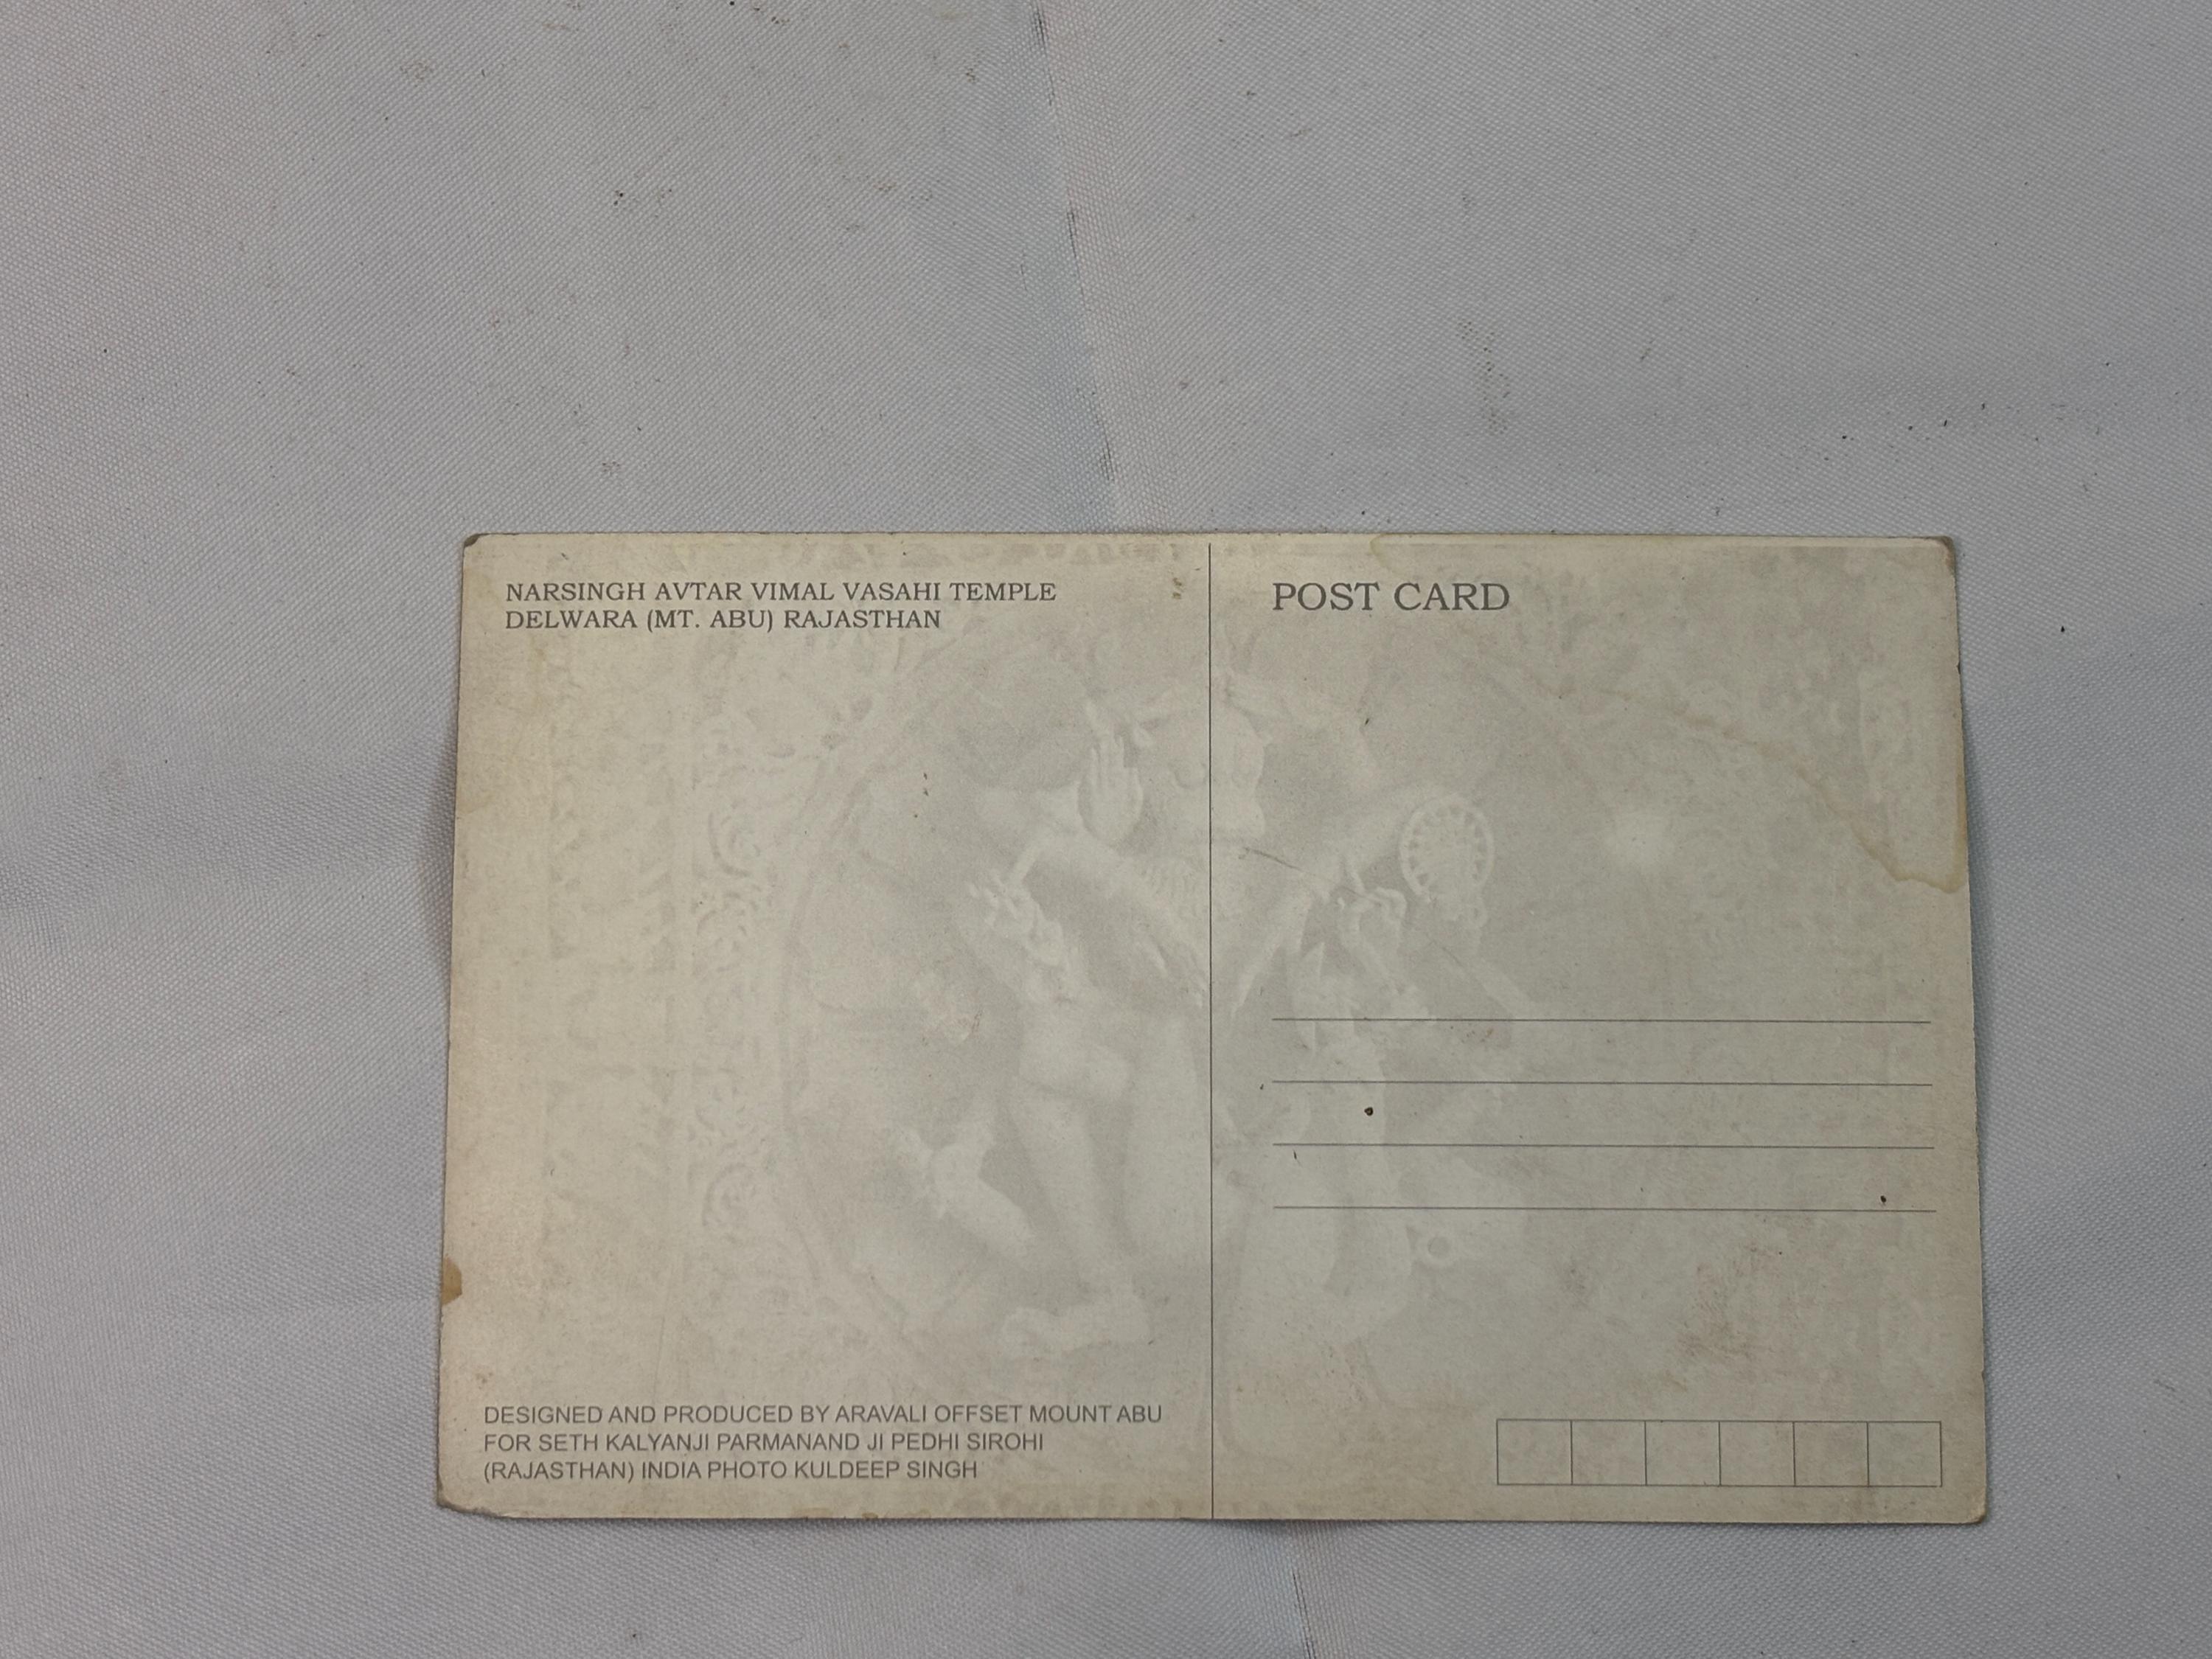 NARSINGH AVTAR VIMAL VASAHI TEMPLE
DELWARA (MT. ABU) RAJASTHAN
POST CARD
DESIGNED AND PRODUCED BY ARAVALI OFFSET MOUNT ABU
FOR SETH KALYANJI PARMANAND JI PEDHI SIROHI
(RAJASTHAN) INDIA PHOTO KULDEEP SINGH